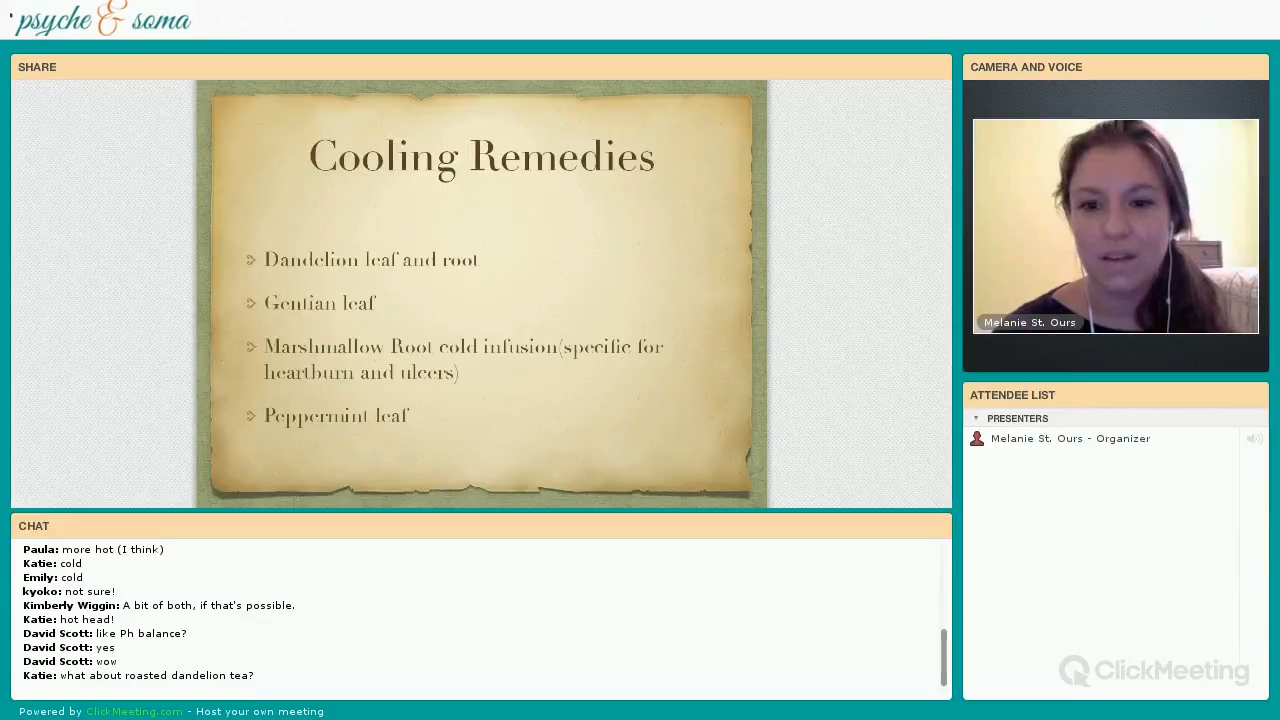 psyche & soma
SHARE
Cooling Remedies
Dandelion leaf and root
Gentian leaf
Marshmallow Root cold infusion(specific for
heartburn and ulcers)
Peppermint leaf
CAMERA AND VOICE
Melanie St. Ours
ATTENDEE LIST
PRESENTERS
Melanie St. Ours - Organizer
CHAT
Paula: more hot (I think)
Katie: cold
Emily: cold
kyoko: not sure!
Kimberly Wiggin: A bit of both, if that's possible.
Katie: hot head!
David Scott: like Ph balance?
David Scott: yes
David Scott: wow
Katie: what about roasted dandelion tea?
ClickMeeting
Powered by ClickMeeting.com - Host your own meeting